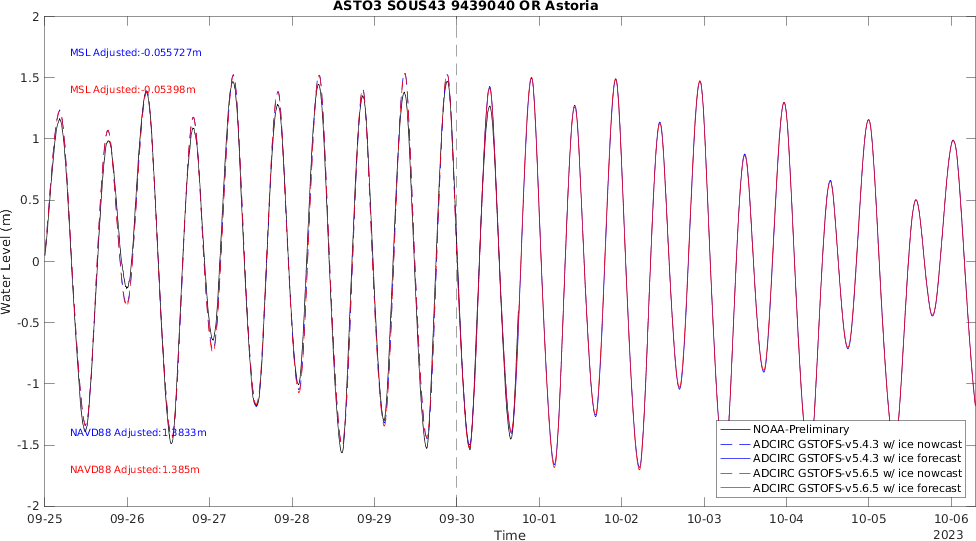 ASTO3 SOUS43 9439040 OR Astoria
2
1.5
1
0.5
0
-0.5
-1
-1.5
-2
Water Level (m)
MSL Adjusted:-0.055727m
MSL Adjusted:-0.05398m
NAVD88 Adjusted:1.3833m
NAVD88 Adjusted:1.385m
NOAA-Preliminary
ADCIRC GSTOFS-v5.4.3 w/ ice nowcast
ADCIRC GSTOFS-v5.4.3 w/ ice forecast
ADCIRC GSTOFS-v5.6.5 w/ ice nowcast
ADCIRC GSTOFS-v5.6.5 w/ ice forecast
09-25 09-26 09-27 09-28 09-29 09-30 10-01 10-02 10-03 10-04 10-05 10-06
Time
2023